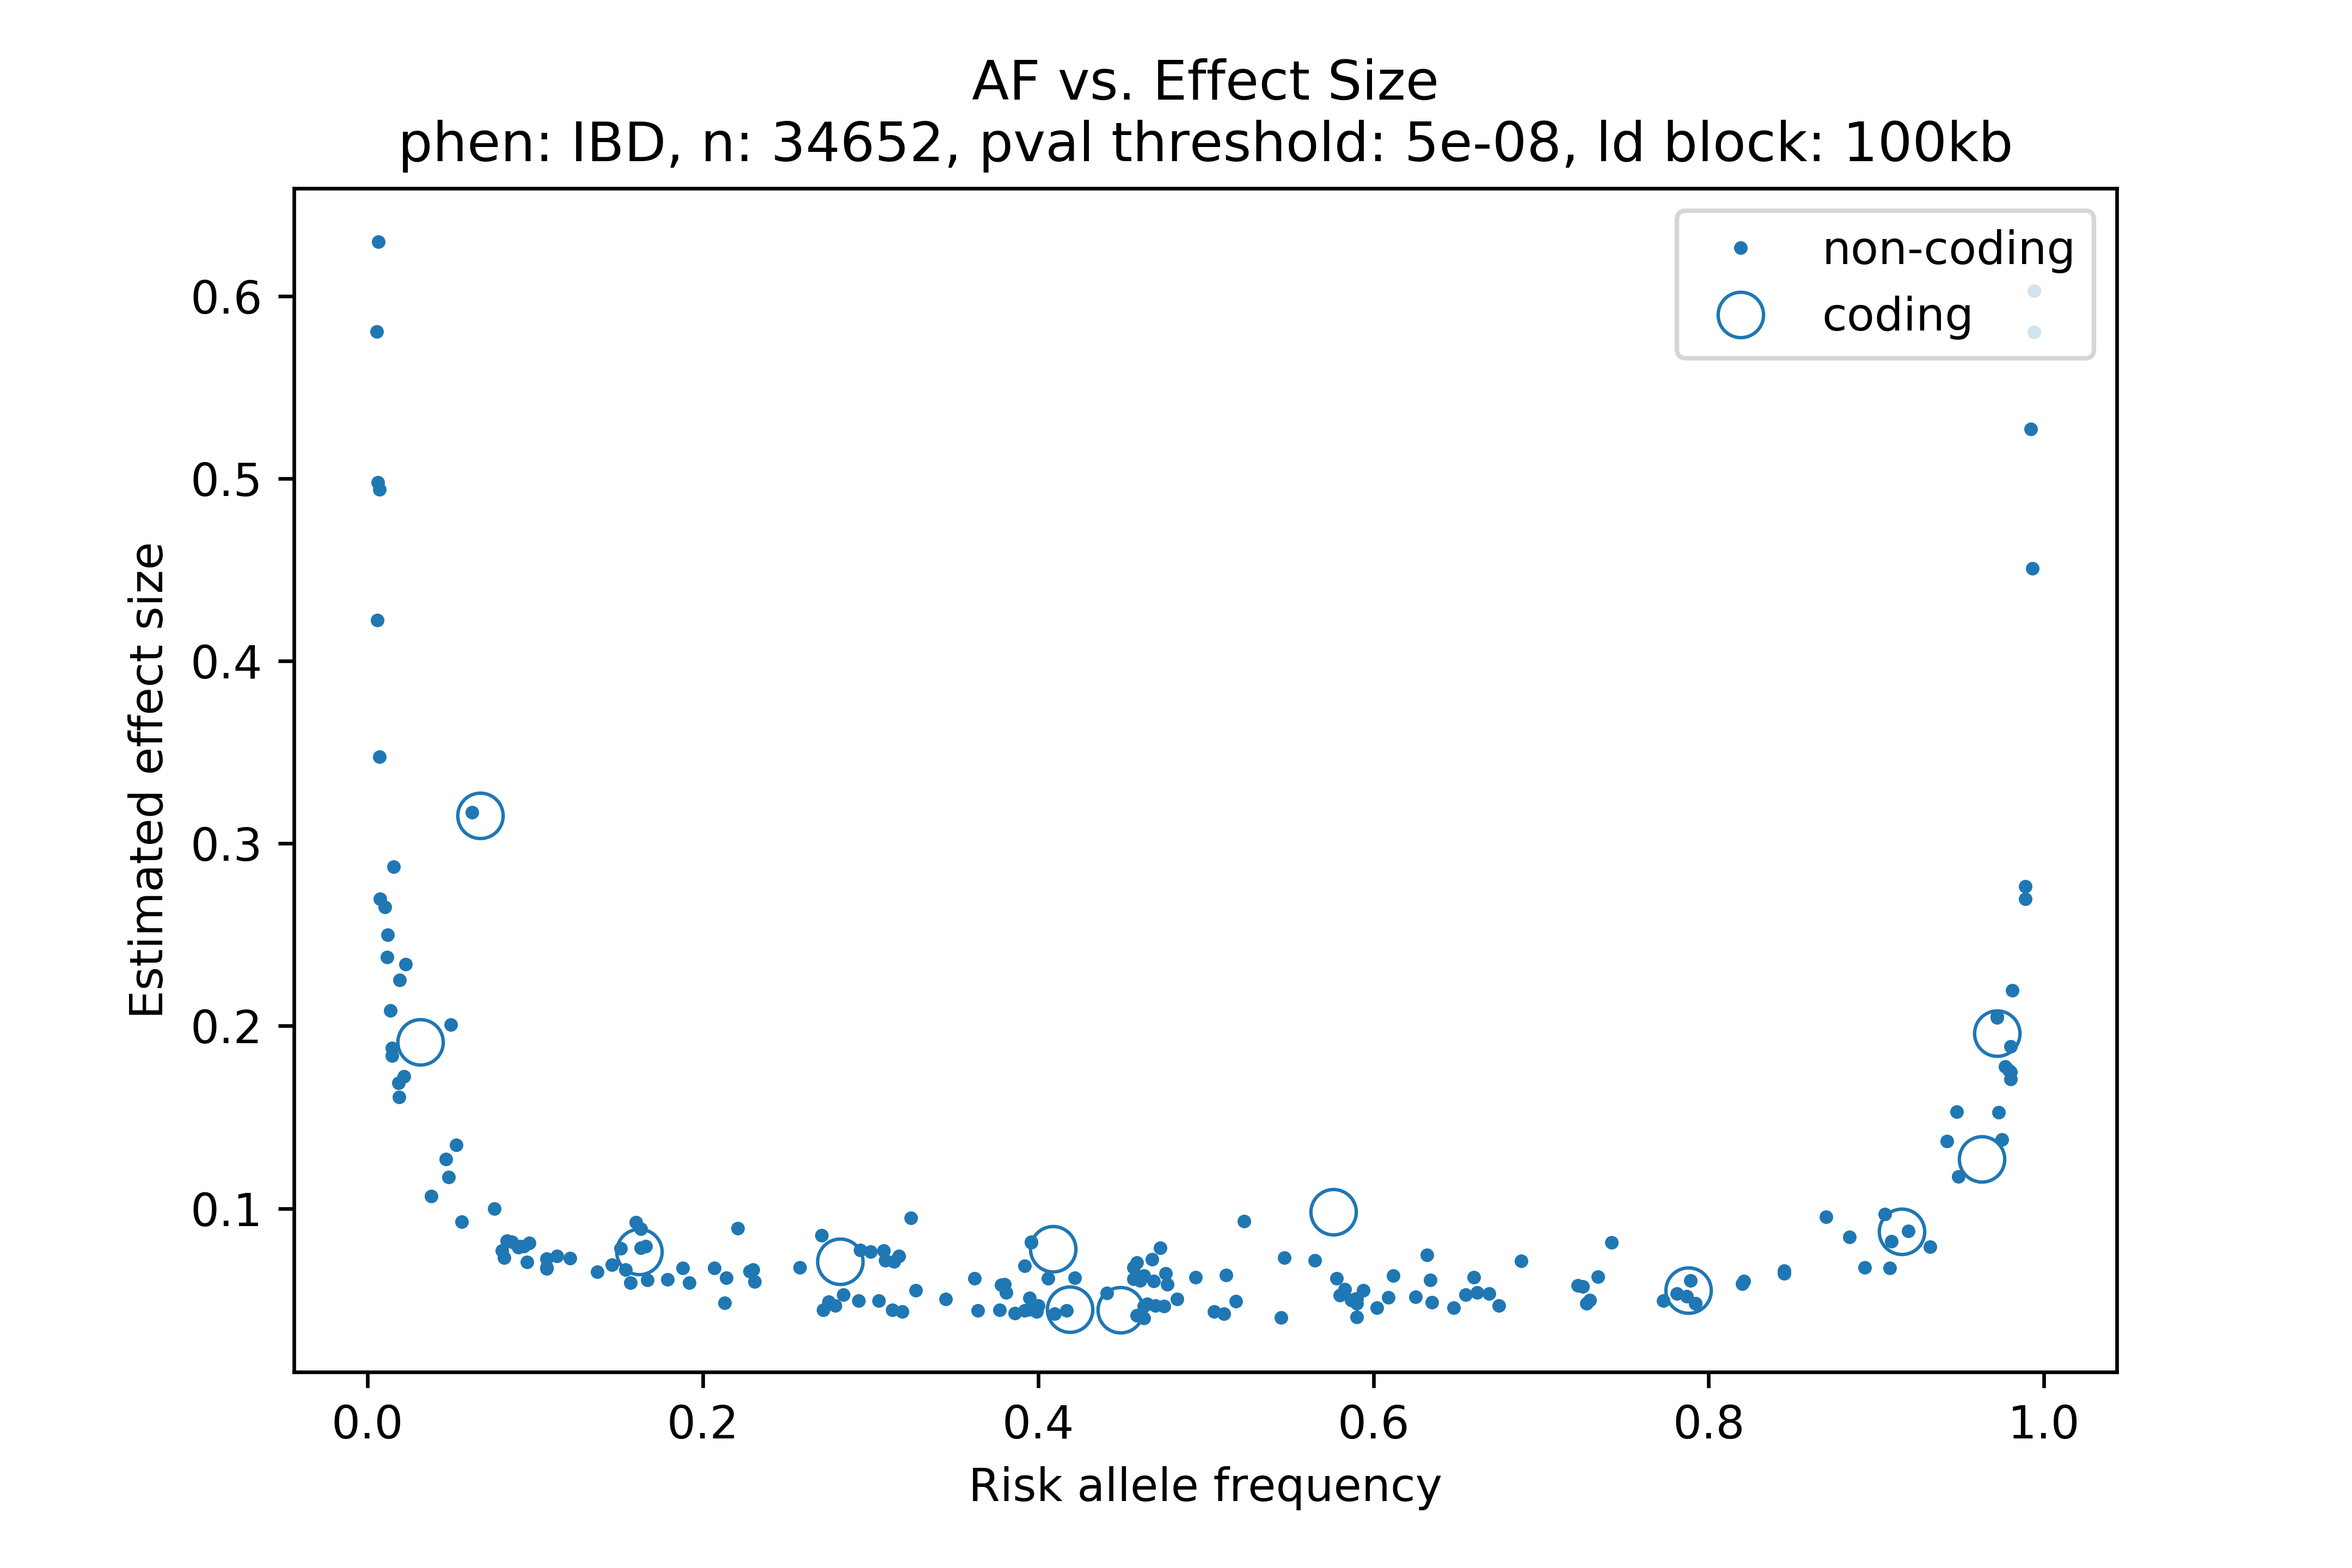 AF vs. Effect Size
phen: IBD, n: 34652, pval threshold: 5e-08, ld block: 100kb
non-coding
coding
0.6
0.5
0.4
0.3
0.2
0.1
Estimated effect size
0.0 0.2 0.4 0.6 0.8 1.0
Risk allele frequency